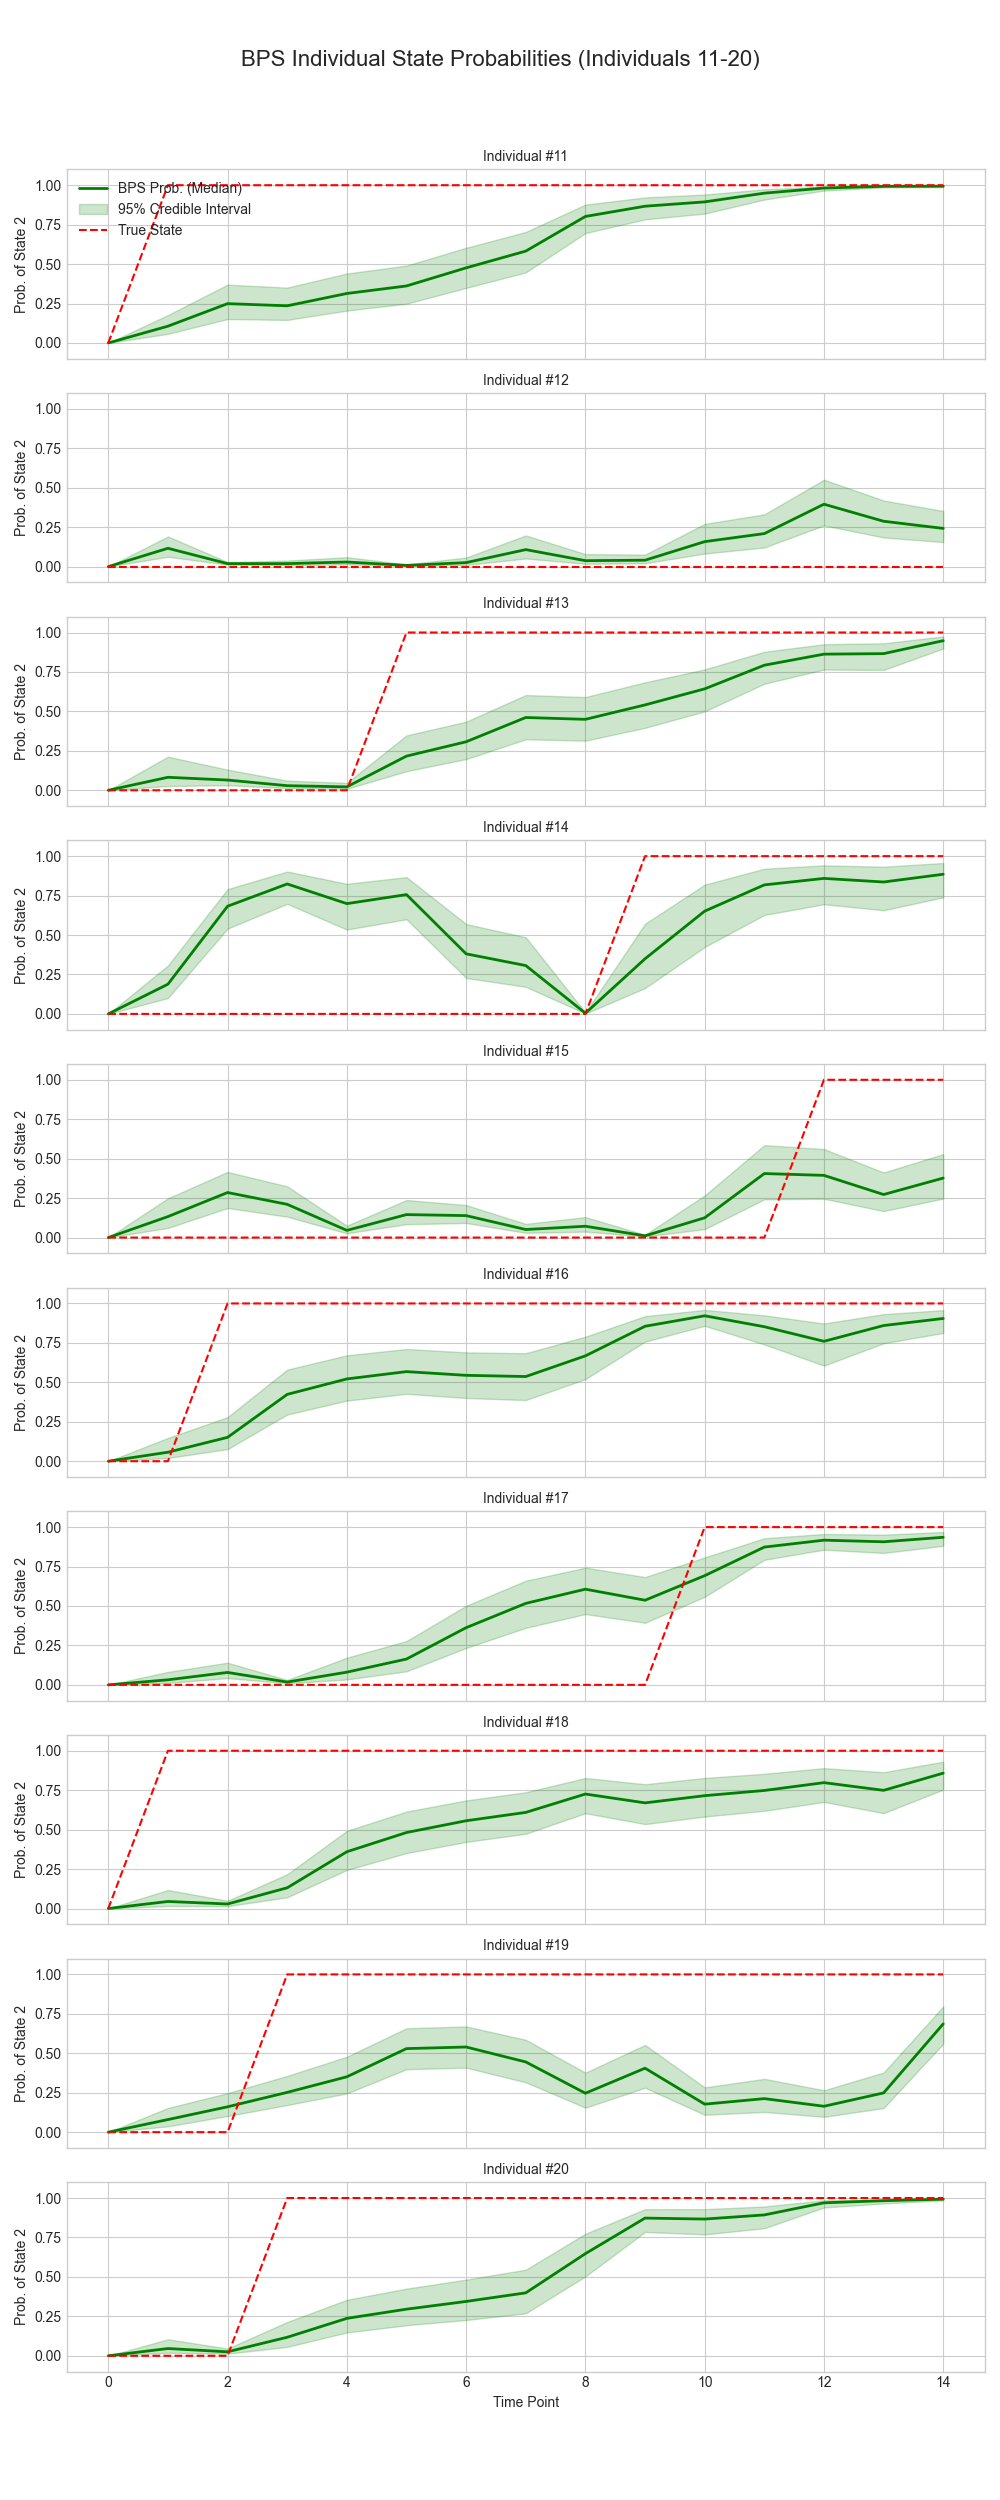 BPS Individual State Probabilities (Individuals 11-20)
Individual #11
BPS Prob. (Median)
95% Credible Interval
True State
1.00
0.75
0.50
0.25
0.00
Prob. of State 2
Individual #12
1.00
0.75
0.50
0.25
0.00
Prob. of State 2
Individual #13
1.00
0.75
0.50
0.25
0.00
Prob. of State 2
Individual #14
1.00
0.75
0.50
0.25
0.00
Prob. of State 2
Individual #15
1.00
0.75
0.50
0.25
0.00
Prob. of State 2
Individual #16
1.00
0.75
0.50
0.25
0.00
Prob. of State 2
Individual #17
1.00
0.75
0.50
0.25
0.00
Prob. of State 2
Individual #18
1.00
0.75
0.50
0.25
0.00
Prob. of State 2
Individual #19
1.00
0.75
0.50
0.25
0.00
Prob. of State 2
Individual #20
1.00
0.75
0.50
0.25
0.00
Prob. of State 2
0 2 4 6 8 10 12 14
Time Point